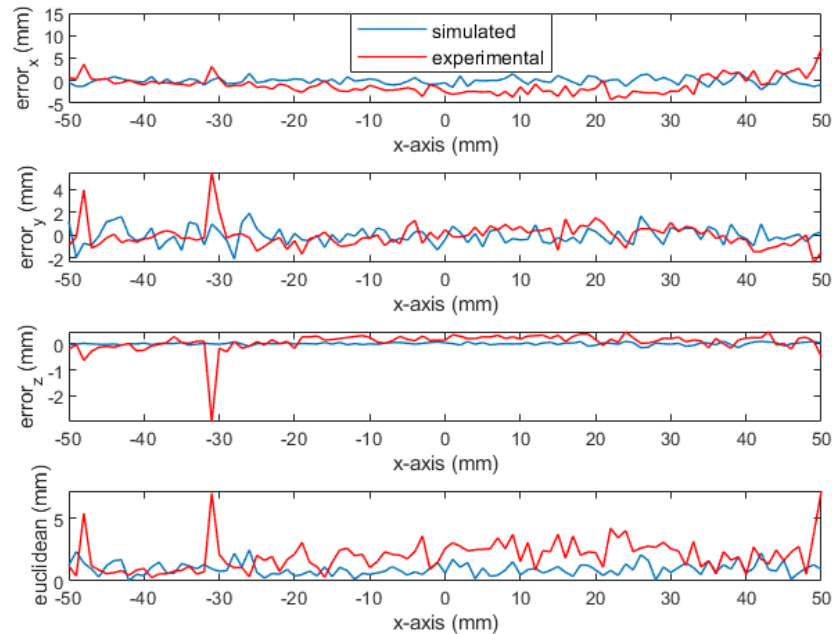 15
10
5
0
-5
error_x (mm)
simulated
experimental
-50 -40 -30 -20 -10 0 10 20 30 40 50
x-axis (mm)
4
2
0
-2
error_y (mm)
-50 -40 -30 -20 -10 0 10 20 30 40 50
x-axis (mm)
0
-1
-2
error_z (mm)
-50 -40 -30 -20 -10 0 10 20 30 40 50
x-axis (mm)
5
0
euclidean (mm)
-50 -40 -30 -20 -10 0 10 20 30 40 50
x-axis (mm)